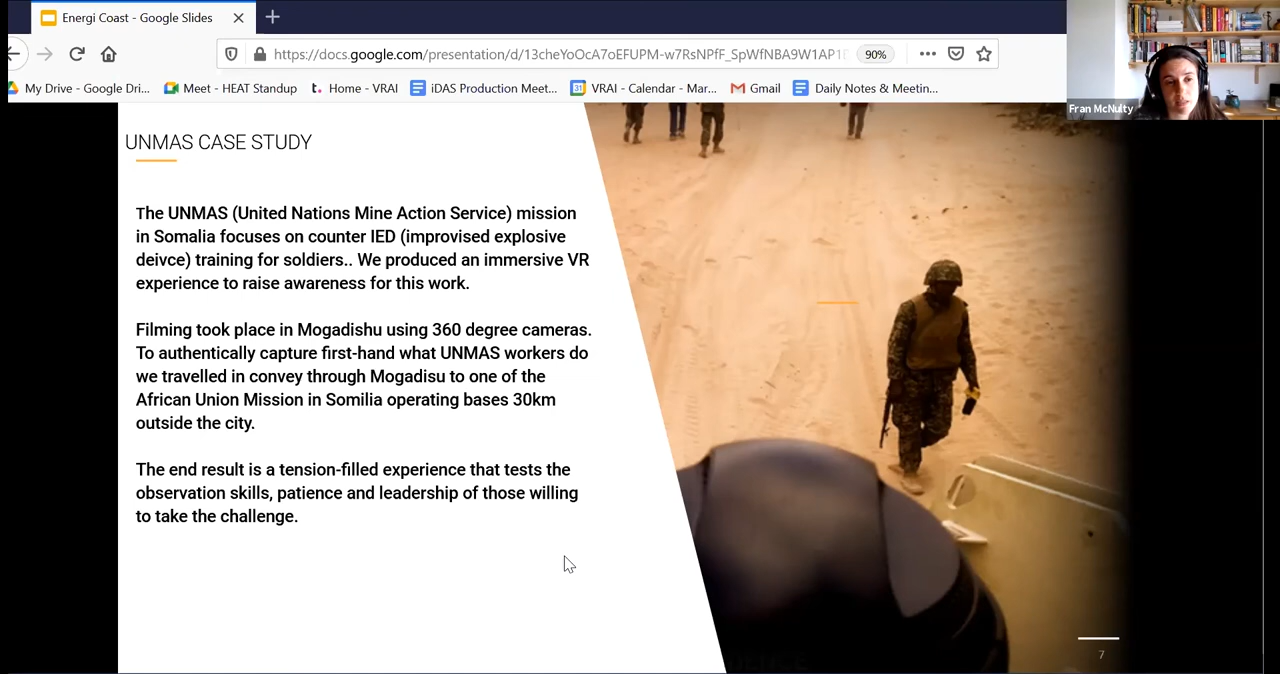 Energi Coast - Google Slides
https://docs.google.com/presentation/d/13cheYoOcA7oEFUPM-w7RsNPfF_SpWfNBA9W1AP1
90%
My Drive - Google Dri...
Meet - HEAT Standup
Home - VRAI
iDAS Production Meet...
VRAI - Calendar - Mar...
Gmail
Daily Notes & Meetin...
Fran McNulty
UNMAS CASE STUDY
The UNMAS (United Nations Mine Action Service) mission
in Somalia focuses on counter IED (improvised explosive
deivce) training for soldiers.. We produced an immersive VR
experience to raise awareness for this work.
Filming took place in Mogadishu using 360 degree cameras.
To authentically capture first-hand what UNMAS workers do
we travelled in convey through Mogadisu to one of the
African Union Mission in Somilia operating bases 30km
outside the city.
The end result is a tension-filled experience that tests the
observation skills, patience and leadership of those willing
to take the challenge.
7